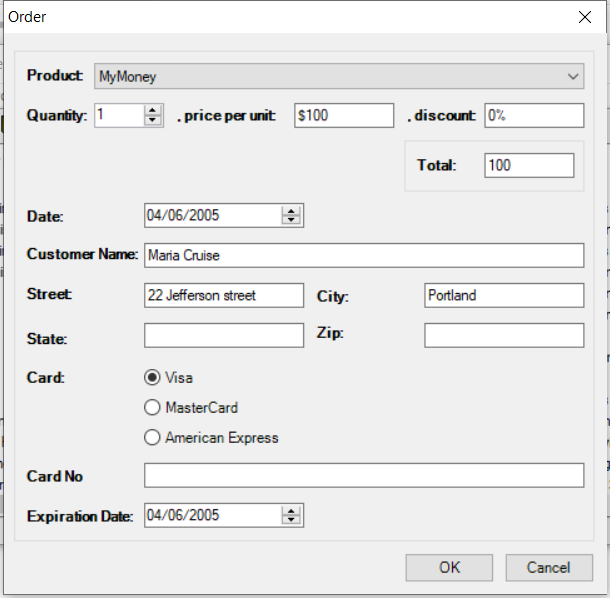 Order
Product: MyMoney
Quantity: 1 , price per unit: $100 , discount: 0%
Total: 100
Date: 04/06/2005
Customer Name: Maria Cruise
Street: 22 Jefferson street City: Portland
State: Zip:
Card: Visa
MasterCard
American Express
Card No
Expiration Date: 04/06/2005
OK Cancel